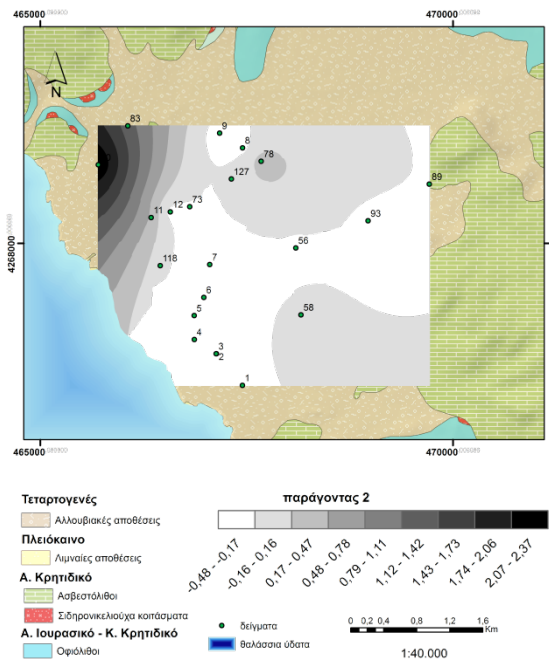 465000
470000
N
83
9
8
78
127
89
11
12
73
93
56
118
7
6
5
58
4
3
2
1
4268000
465000
470000
Τεταρτογενές
Αλλουβιακές αποθέσεις
Πλειόκαινο
Λιμναίες αποθέσεις
Α. Κρητιδικό
Ασβεστόλιθοι
Σιδηρονικελιούχα κοιτάσματα
Α. Ιουρασικό - Κ. Κρητιδικό
Οφιόλιθοι
παράγοντας 2
-0,48 - -0,17
-0,16 - 0,16
0,17 - 0,47
0,48 - 0,78
0,79 - 1,11
1,12 - 1,42
1,43 - 1,73
1,74 - 2,06
2,07 - 2,37
δείγματα
θαλάσσια ύδατα
0 0,2 0,4 0,8 1,2 1,6
Km
1:40.000